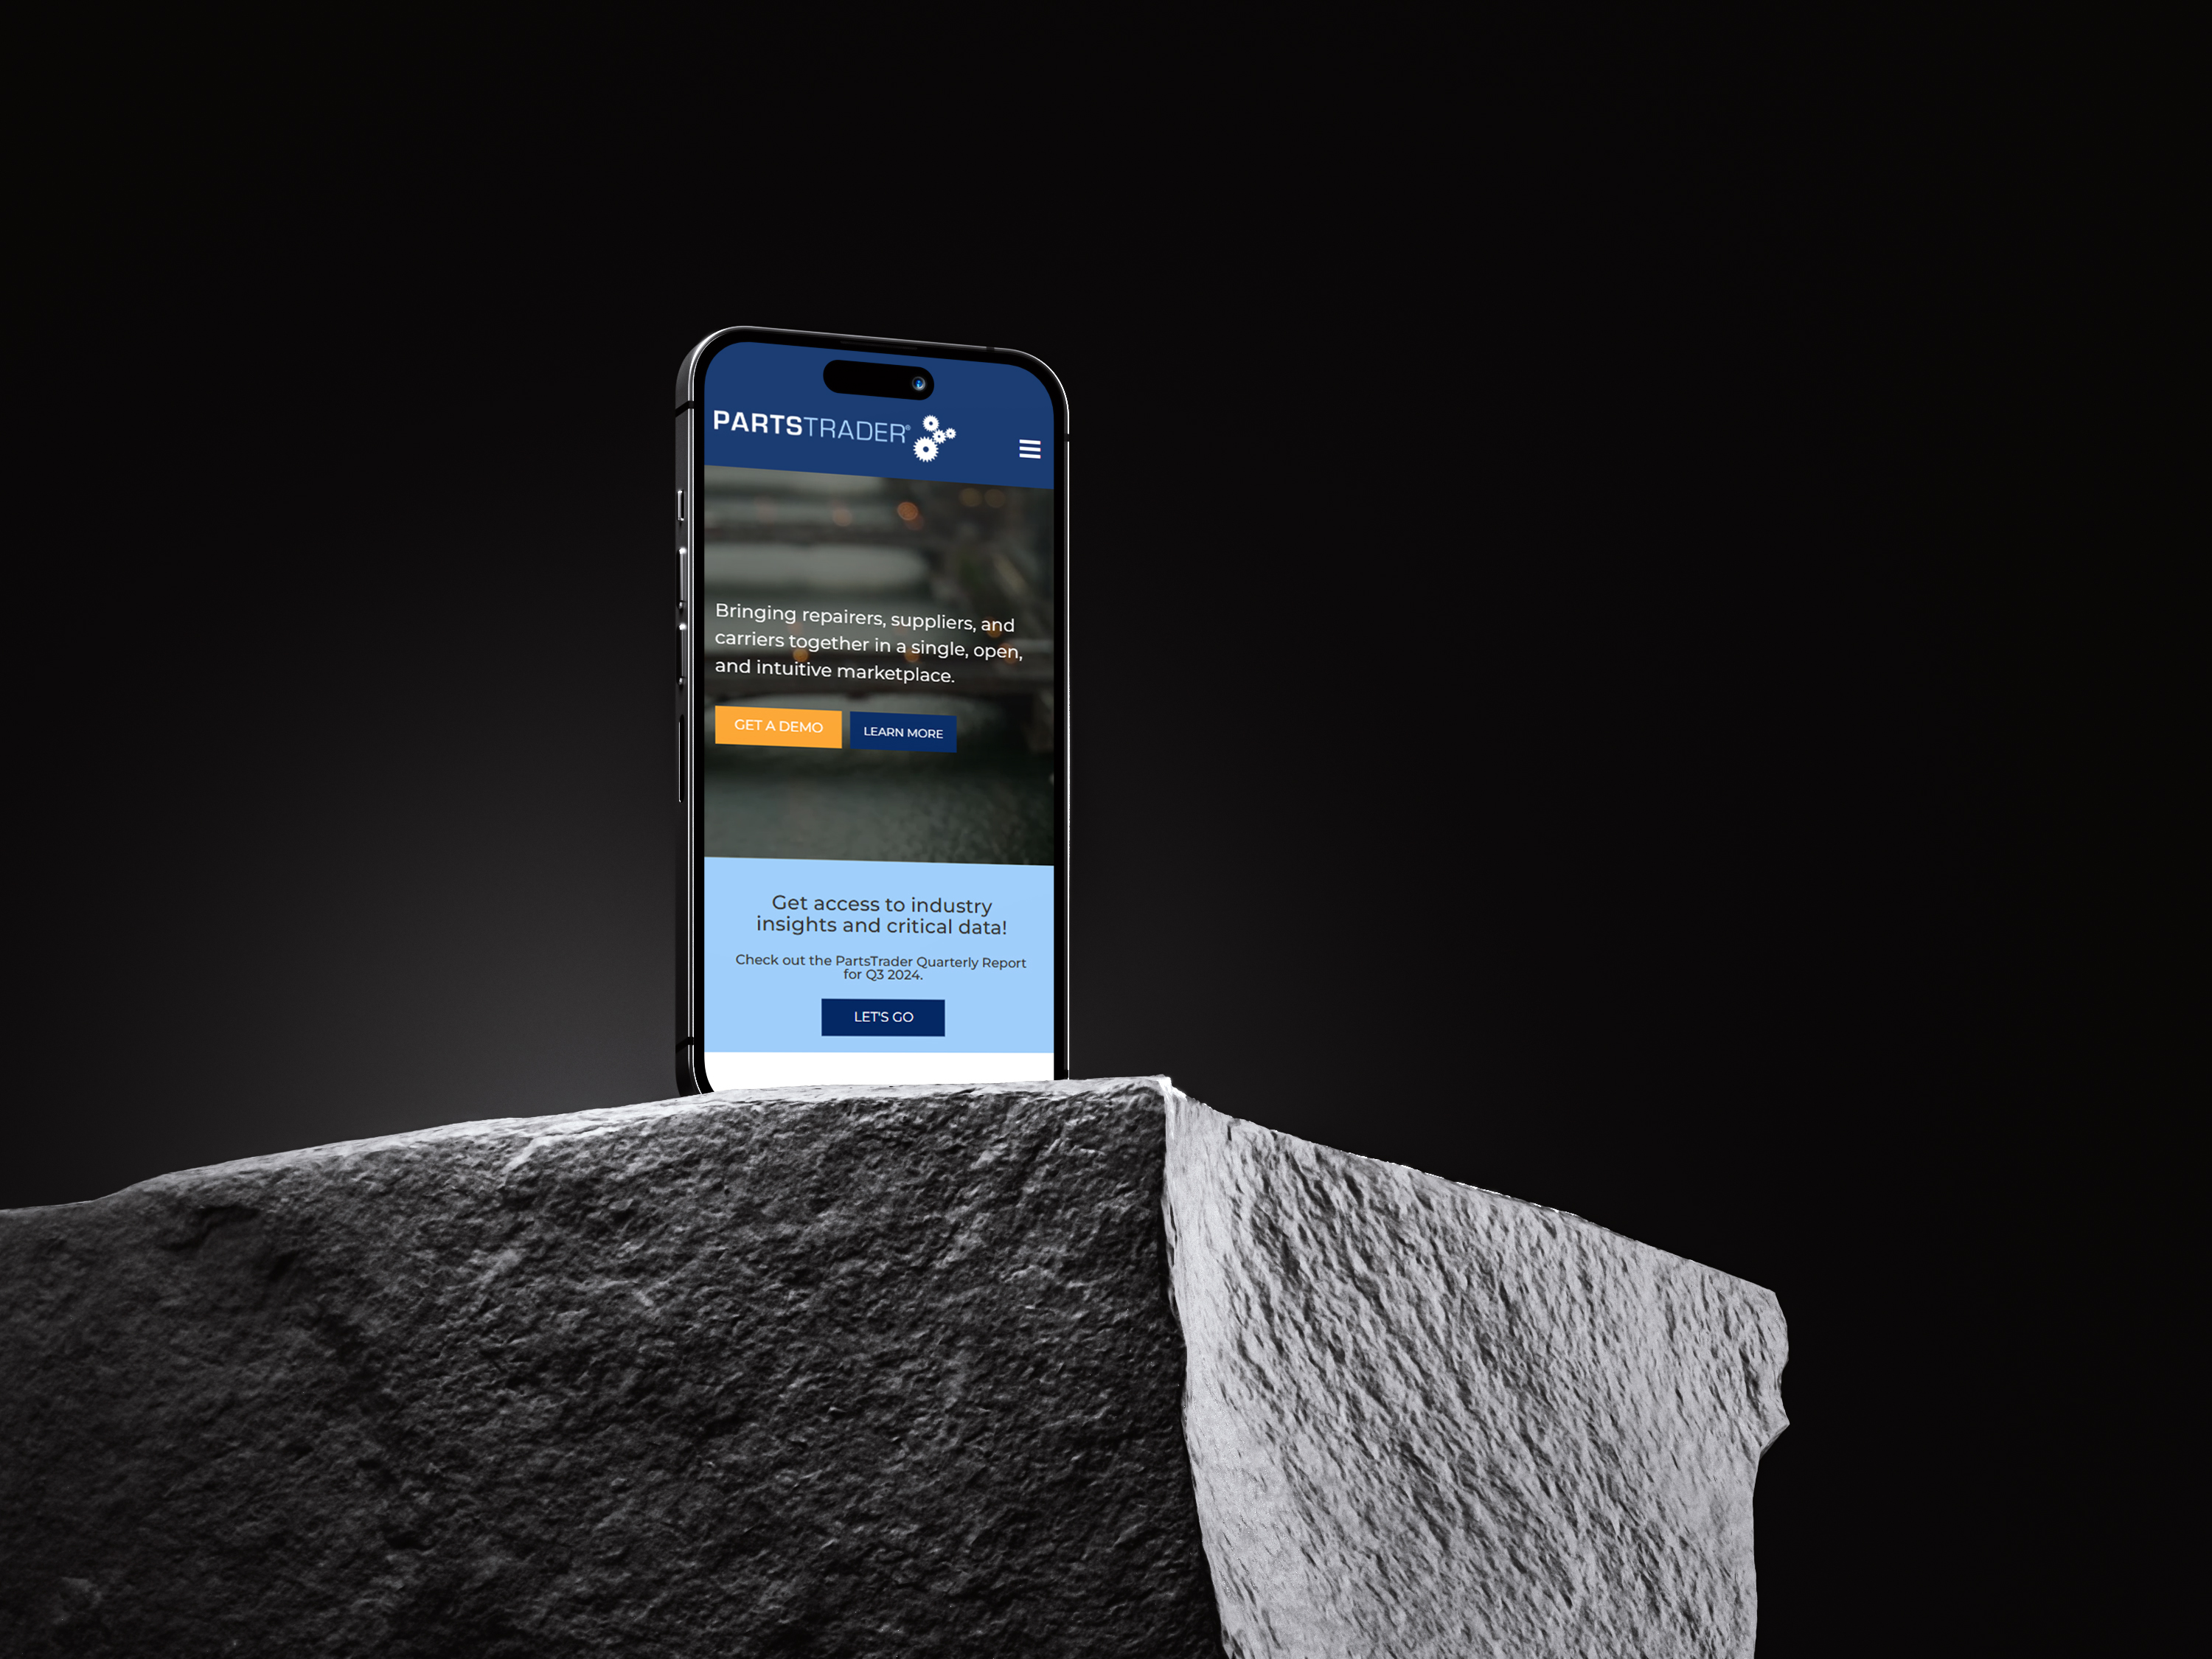 PARTSTRADER®
Bringing repairers, suppliers, and
carriers together in a single, open,
and intuitive marketplace.
GET A DEMO
LEARN MORE
Get access to industry
insights and critical data!
Check out the PartsTrader Quarterly Report
for Q3 2024.
LET'S GO